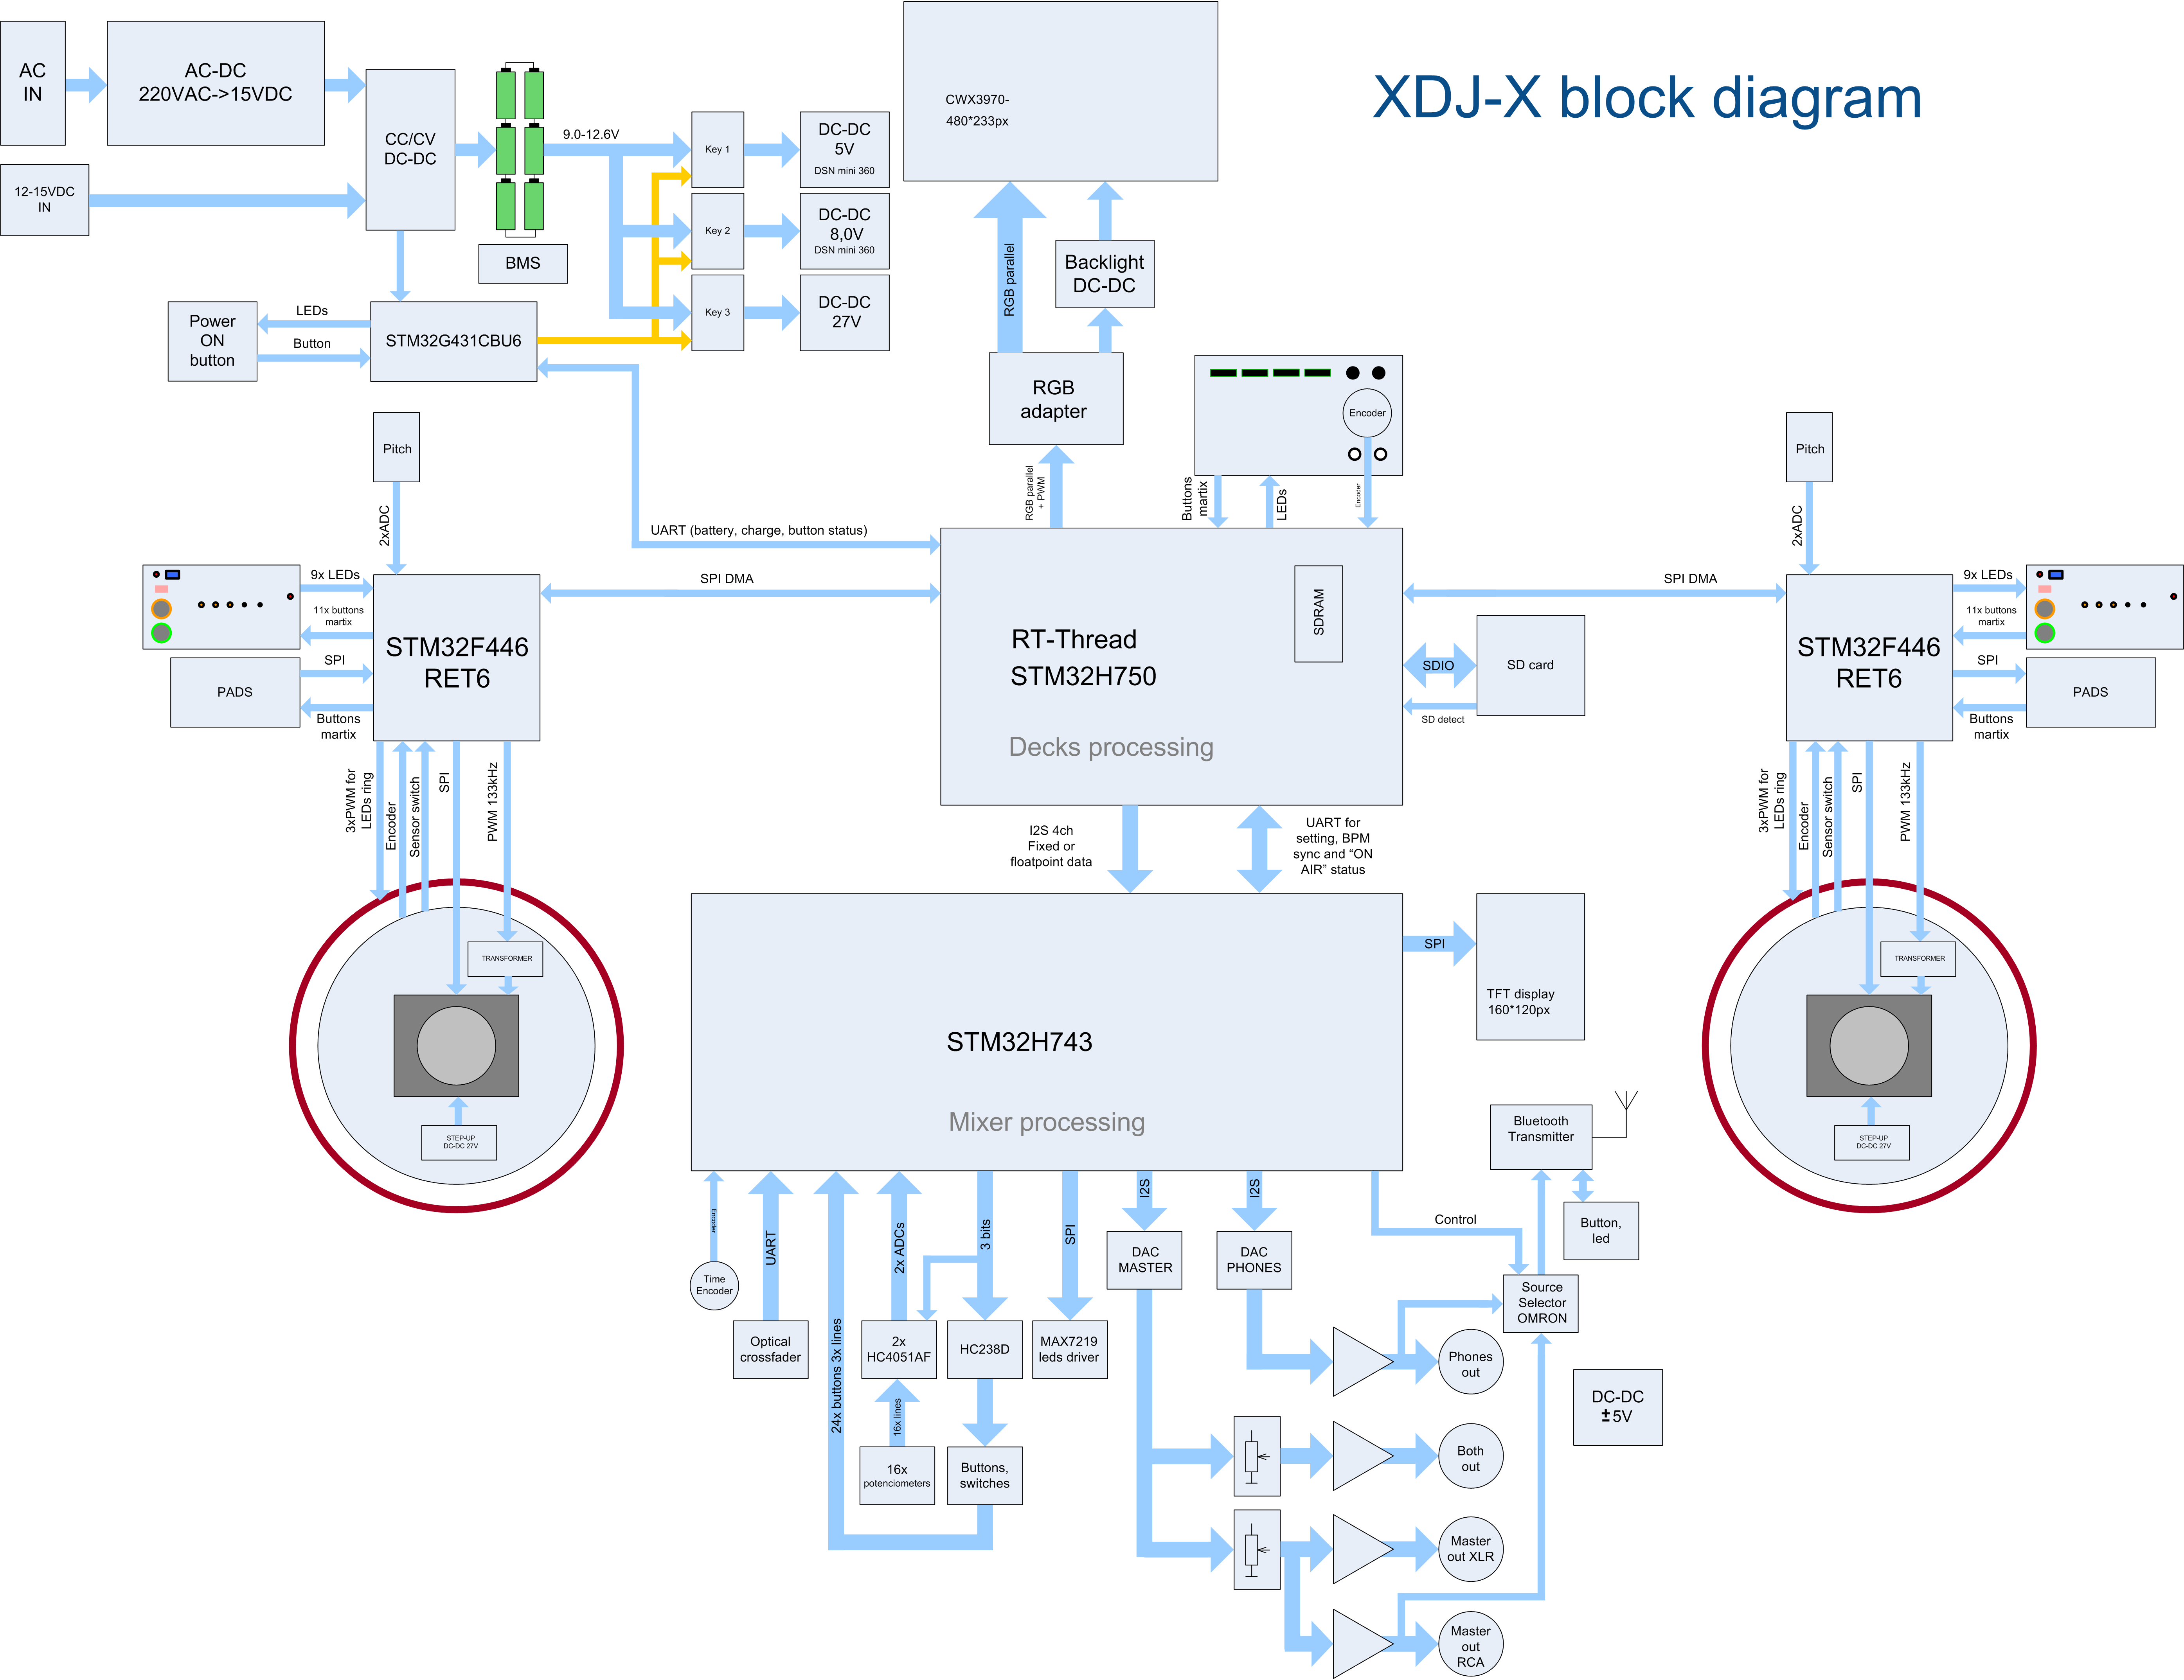 XDJ-X block diagram
AC
IN
AC-DC
220VAC->15VDC
12-15VDC
IN
CC/CV
DC-DC
BMS
9.0-12.6V
Key 1
Key 2
Key 3
DC-DC
5V
DSN mini 360
DC-DC
8,0V
DSN mini 360
DC-DC
27V
Power
ON
button
LEDs
Button
STM32G431CBU6
CWX3970-
480*233px
RGB parallel
Backlight
DC-DC
RGB
adapter
RGB parallel
+ PWM
Encoder
Buttons
martix
LEDs
Encoder
UART (battery, charge, button status)
Pitch
2xADC
9x LEDs
11x buttons
martix
SPI
PADS
Buttons
martix
STM32F446
RET6
SPI DMA
3xPWM for
LEDs ring
Encoder
Sensor switch
SPI
PWM 133kHz
TRANSFORMER
STEP-UP
DC-DC 27V
RT-Thread
STM32H750
SDRAM
Decks processing
SPI DMA
SDIO
SD card
SD detect
Pitch
2xADC
STM32F446
RET6
9x LEDs
11x buttons
martix
SPI
PADS
Buttons
martix
3xPWM for
LEDs ring
Encoder
Sensor switch
SPI
PWM 133kHz
TRANSFORMER
STEP-UP
DC-DC 27V
I2S 4ch
Fixed or
floatpoint data
UART for
setting, BPM
sync and “ON
AIR” status
STM32H743
Mixer processing
SPI
TFT display
160*120px
Bluetooth
Transmitter
Button,
led
Control
Source
Selector
OMRON
Encoder
Time
Encoder
UART
Optical
crossfader
24x buttons 3x lines
2x ADCs
2x
HC4051AF
16x lines
16x
potenciometers
3 bits
HC238D
Buttons,
switches
SPI
MAX7219
leds driver
I2S
DAC
MASTER
I2S
DAC
PHONES
Phones
out
Both
out
Master
out XLR
Master
out
RCA
DC-DC
±5V